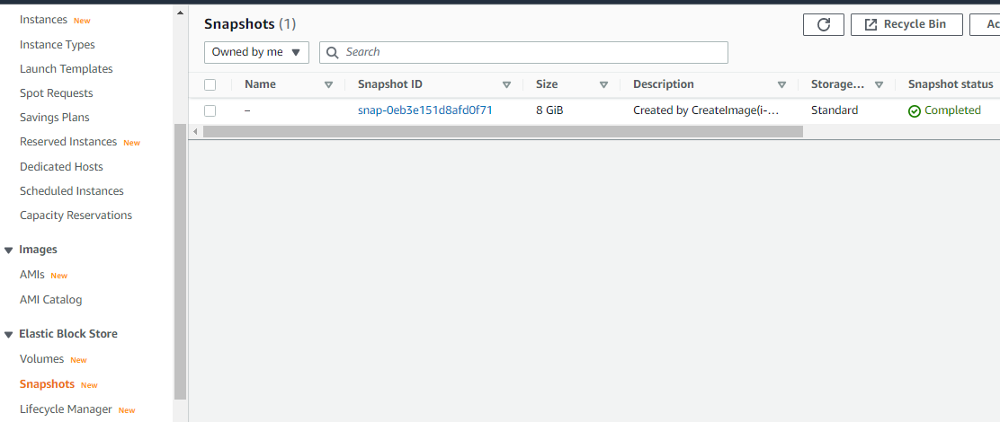 Instances New
Instance Types
Launch Templates
Spot Requests
Savings Plans
Reserved Instances New
Dedicated Hosts
Scheduled Instances
Capacity Reservations
Images
AMIs New
AMI Catalog
Elastic Block Store
Volumes New
Snapshots New
Lifecycle Manager New
Snapshots (1)
Recycle Bin
Ac
Owned by me
Search
Name Snapshot ID Size Description Storage... Snapshot status
– snap-0eb3e151d8afd0f71 8 GiB Created by CreateImage(i-... Standard Completed